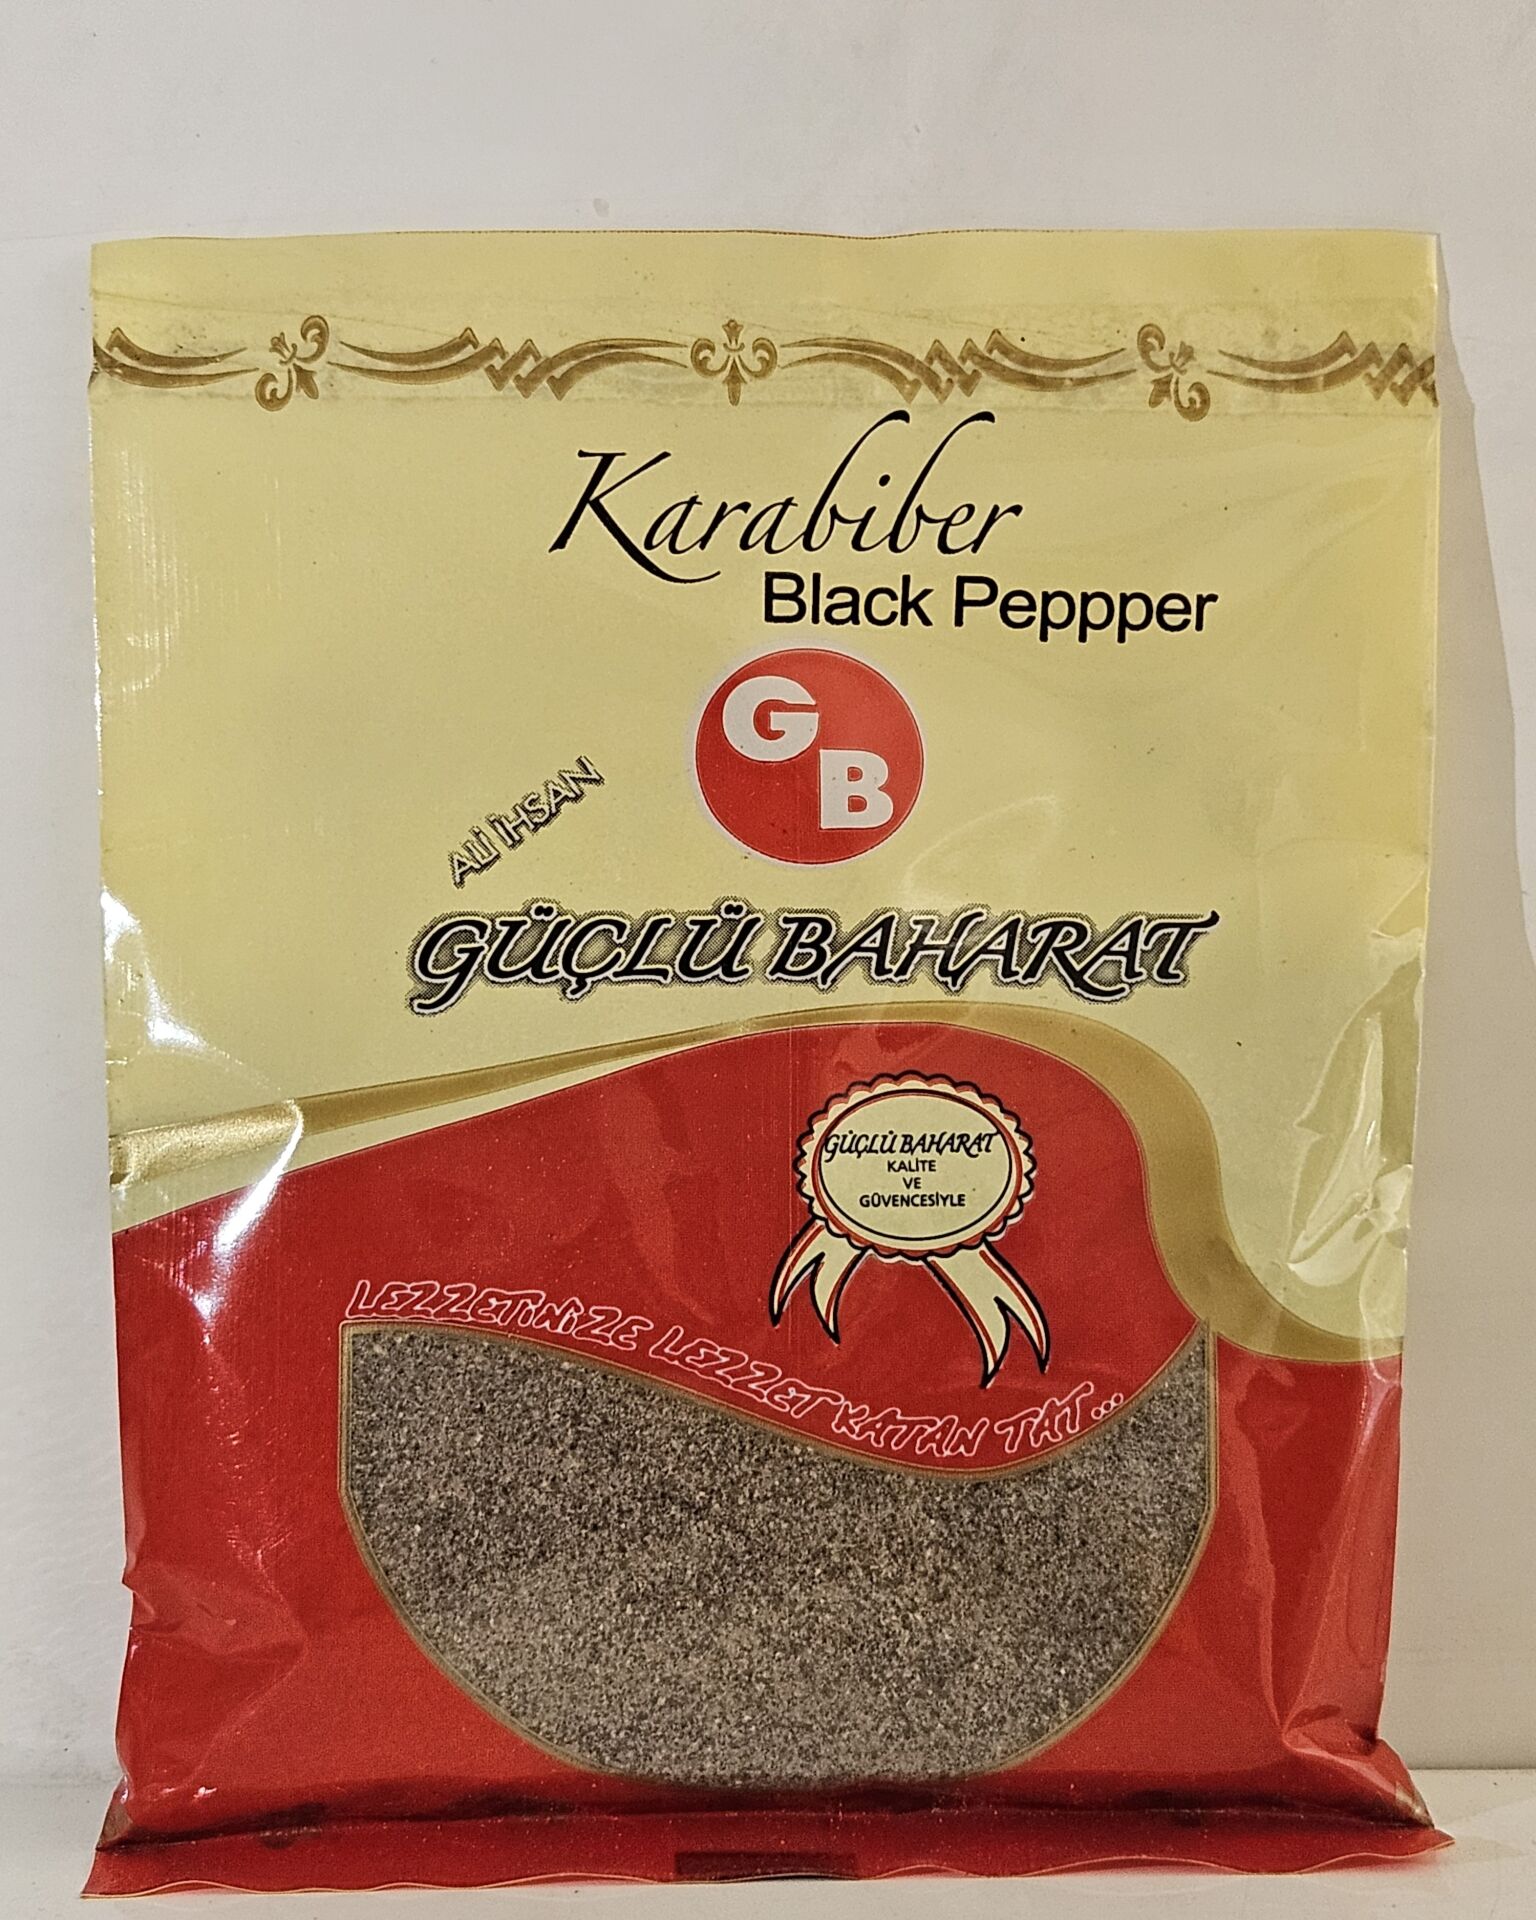 Karabiber
Black Peppper
G
B
ALİ İHSAN
GÜÇLÜ BAHARAT
GÜÇLÜ BAHARAT
KALİTE
VE
GÜVENCESİYLE
LEZZETİNİZE LEZZET KATAN TAT...